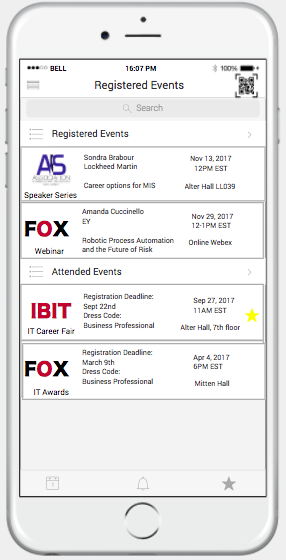 BELL
16:07 PM
100%
Registered Events
Search
Registered Events
AIS
ASSOCIATION
Speaker Series
Sondra Brabour
Lockheed Martin
Career options for MIS
Nov 13, 2017
12PM EST
Alter Hall LL039
FOX
Webinar
Amanda Cuccinello
EY
Robotic Process Automation
and the Future of Risk
Nov 29, 2017
12-1PM EST
Online Webex
Attended Events
IBIT
IT Career Fair
Registration Deadline:
Sept 22nd
Dress Code:
Business Professional
Sep 27, 2017
11AM EST
Alter Hall, 7th floor
FOX
IT Awards
Registration Deadline:
March 9th
Dress Code:
Business Professional
Apr 4, 2017
6PM EST
Mitten Hall
1